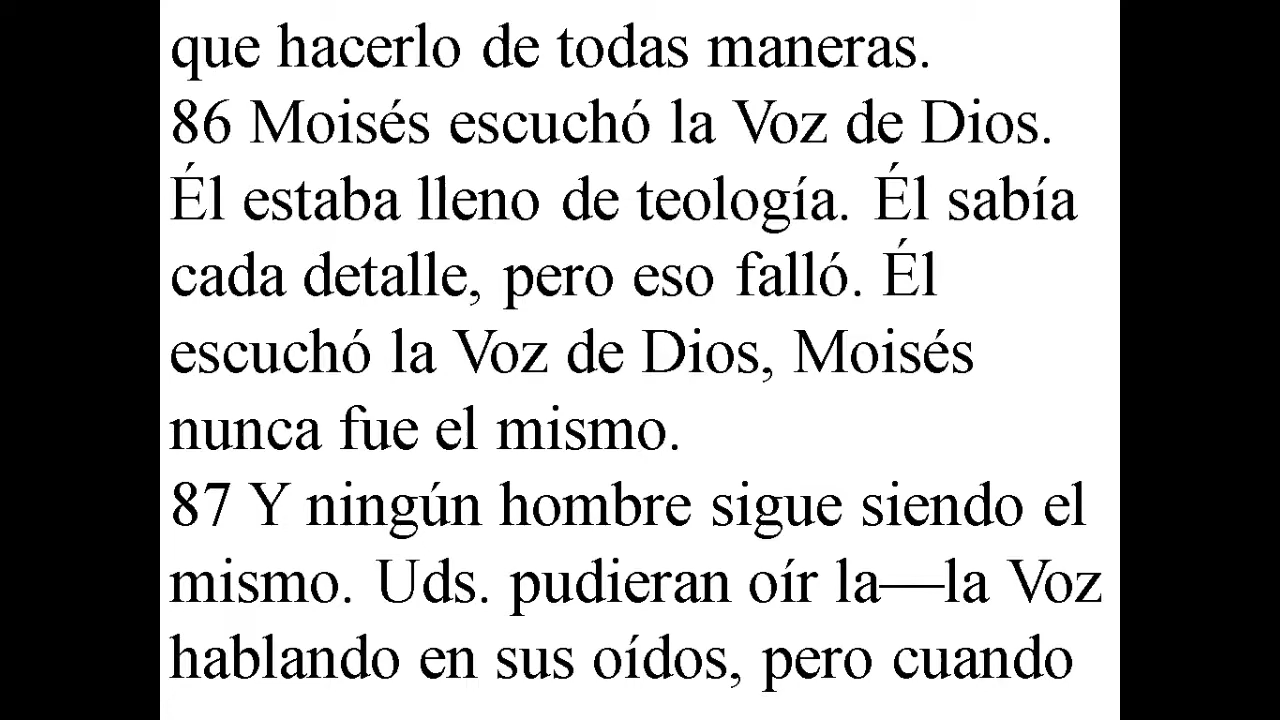 que hacerlo de todas maneras.
86 Moisés escuchó la Voz de Dios.
Él estaba lleno de teología. Él sabía
cada detalle, pero eso falló. Él
escuchó la Voz de Dios, Moisés
nunca fue el mismo.
87 Y ningún hombre sigue siendo el
mismo. Uds. pudieran oír la—la Voz
hablando en sus oídos, pero cuando